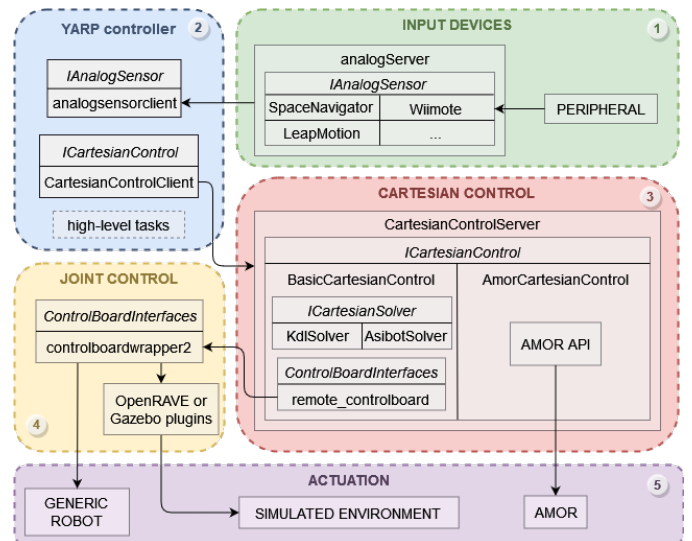 YARP controller
2
IAnalogSensor
analogsensorclient
ICartesianControl
CartesianControlClient
high-level tasks
INPUT DEVICES
1
analogServer
IAnalogSensor
SpaceNavigator
Wiimote
LeapMotion
...
PERIPHERAL
CARTESIAN CONTROL
3
CartesianControlServer
ICartesianControl
BasicCartesianControl
AmorCartesianControl
ICartesianSolver
KdlSolver
AsibotSolver
ControlBoardInterfaces
remote_controlboard
AMOR API
JOINT CONTROL
ControlBoardInterfaces
controlboardwrapper2
OpenRAVE or
Gazebo plugins
4
ACTUATION
5
GENERIC
ROBOT
SIMULATED ENVIRONMENT
AMOR